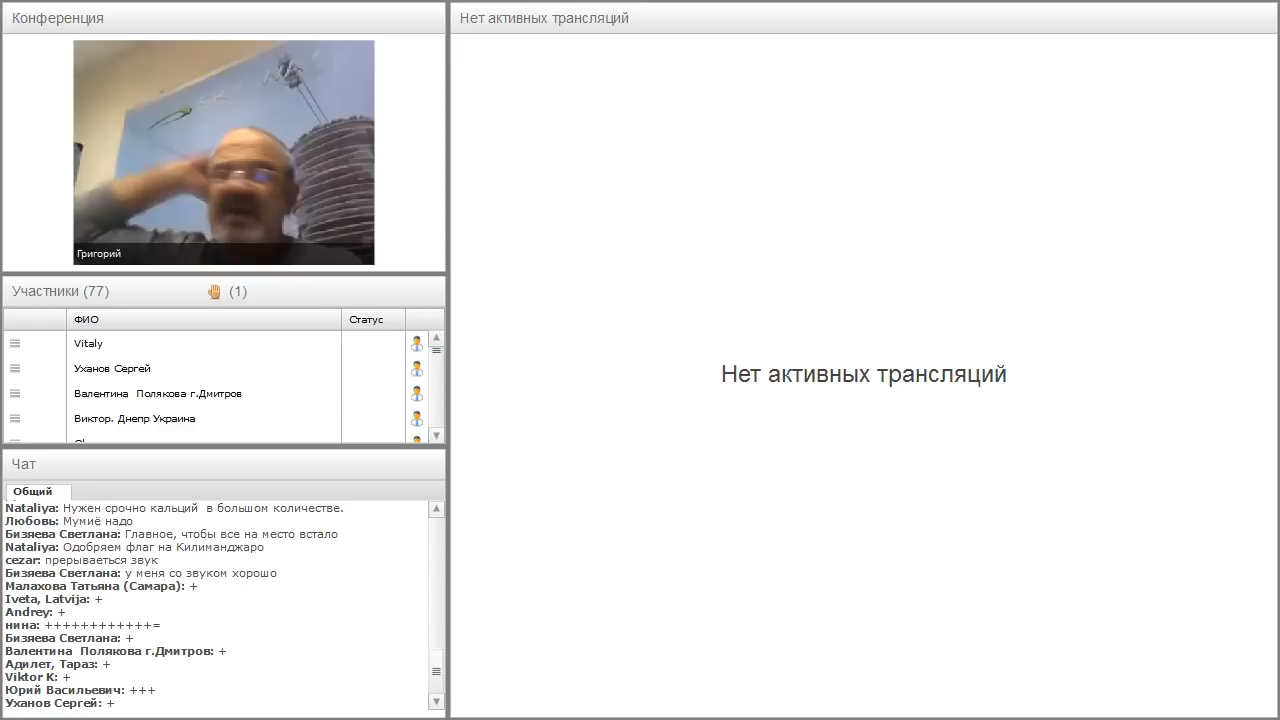 Конференция
Нет активных трансляций
SKY WAY
Григорий
Участники (77) (1)
ФИО Статус
Vitaly
Уханов Сергей
Валентина Полякова г.Дмитров
Виктор. Днепр Украина
Нет активных трансляций
Чат
Общий
Nataliya: Нужен срочно кальций в большом количестве.
Любовь: Мумиё надо
Бизяева Светлана: Главное, чтобы все на место встало
Nataliya: Одобряем флаг на Килиманджаро
cezar: прерываеться звук
Бизяева Светлана: у меня со звуком хорошо
Малахова Татьяна (Самара): +
Iveta, Latvija: +
Andrey: +
нина: ++++++++++++=
Бизяева Светлана: +
Валентина Полякова г.Дмитров: +
Адилет, Тараз: +
Viktor K: +
Юрий Васильевич: +++
Уханов Сергей: +